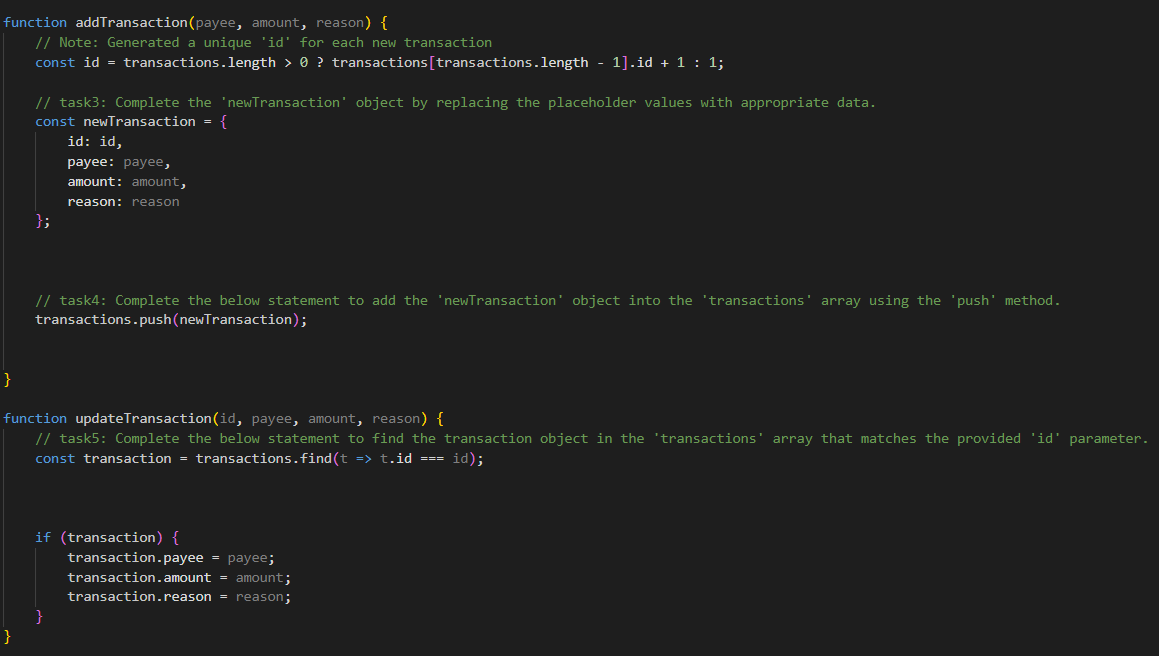 function addTransaction(payee, amount, reason) {
    // Note: Generated a unique 'id' for each new transaction
    const id = transactions.length > 0 ? transactions[transactions.length - 1].id + 1 : 1;
    // task3: Complete the 'newTransaction' object by replacing the placeholder values with appropriate data.
    const newTransaction = {
        id: id,
        payee: payee,
        amount: amount,
        reason: reason
    };
    // task4: Complete the below statement to add the 'newTransaction' object into the 'transactions' array using the 'push' method.
    transactions.push(newTransaction);
}
function updateTransaction(id, payee, amount, reason) {
    // task5: Complete the below statement to find the transaction object in the 'transactions' array that matches the provided 'id' parameter.
    const transaction = transactions.find(t => t.id === id);
    if (transaction) {
        transaction.payee = payee;
        transaction.amount = amount;
        transaction.reason = reason;
    }
}